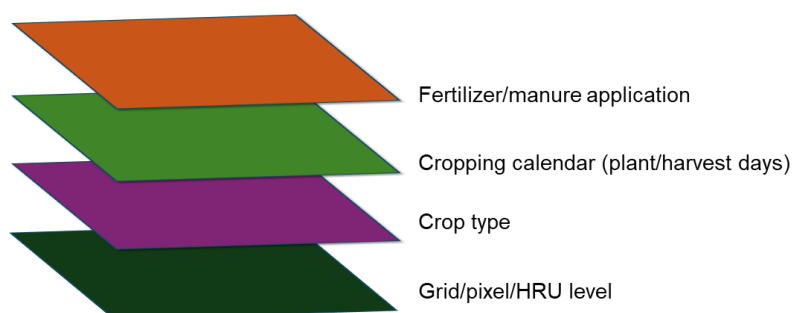 Fertilizer/manure application
Cropping calendar (plant/harvest days)
Crop type
Grid/pixel/HRU level